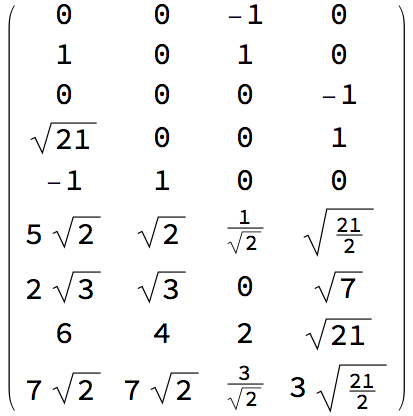 0 0 -1 0
1 0 1 0
0 0 0 -1
√21 0 0 1
-1 1 0 0
5 √2 √2 1/√2 √(21/2)
2 √3 √3 0 √7
6 4 2 √21
7 √2 7 √2 3/√2 3 √(21/2)